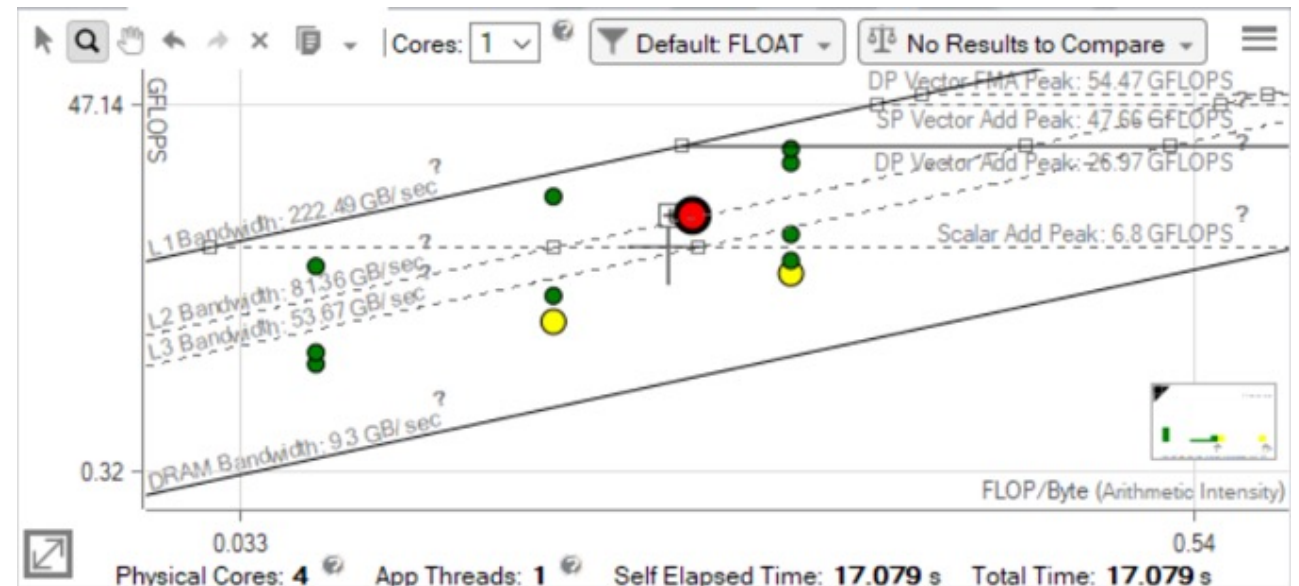 Cores: 1 Default: FLOAT No Results to Compare
GFLOPS
47.14
0.32
DP Vector FMA Peak: 54.47 GFLOPS
?
SP Vector Add Peak: 47.66 GFLOPS
?
DP Vector Add Peak: 26.97 GFLOPS
?
Scalar Add Peak: 6.8 GFLOPS
L1 Bandwidth: 222.49 GB/sec
?
L2 Bandwidth: 81.36 GB/sec
?
L3 Bandwidth: 53.67 GB/sec
?
DRAM Bandwidth: 9.3 GB/sec
?
FLOP/Byte (Arithmetic Intensity)
0.033 0.54
Physical Cores: 4 App Threads: 1 Self Elapsed Time: 17.079 s Total Time: 17.079 s